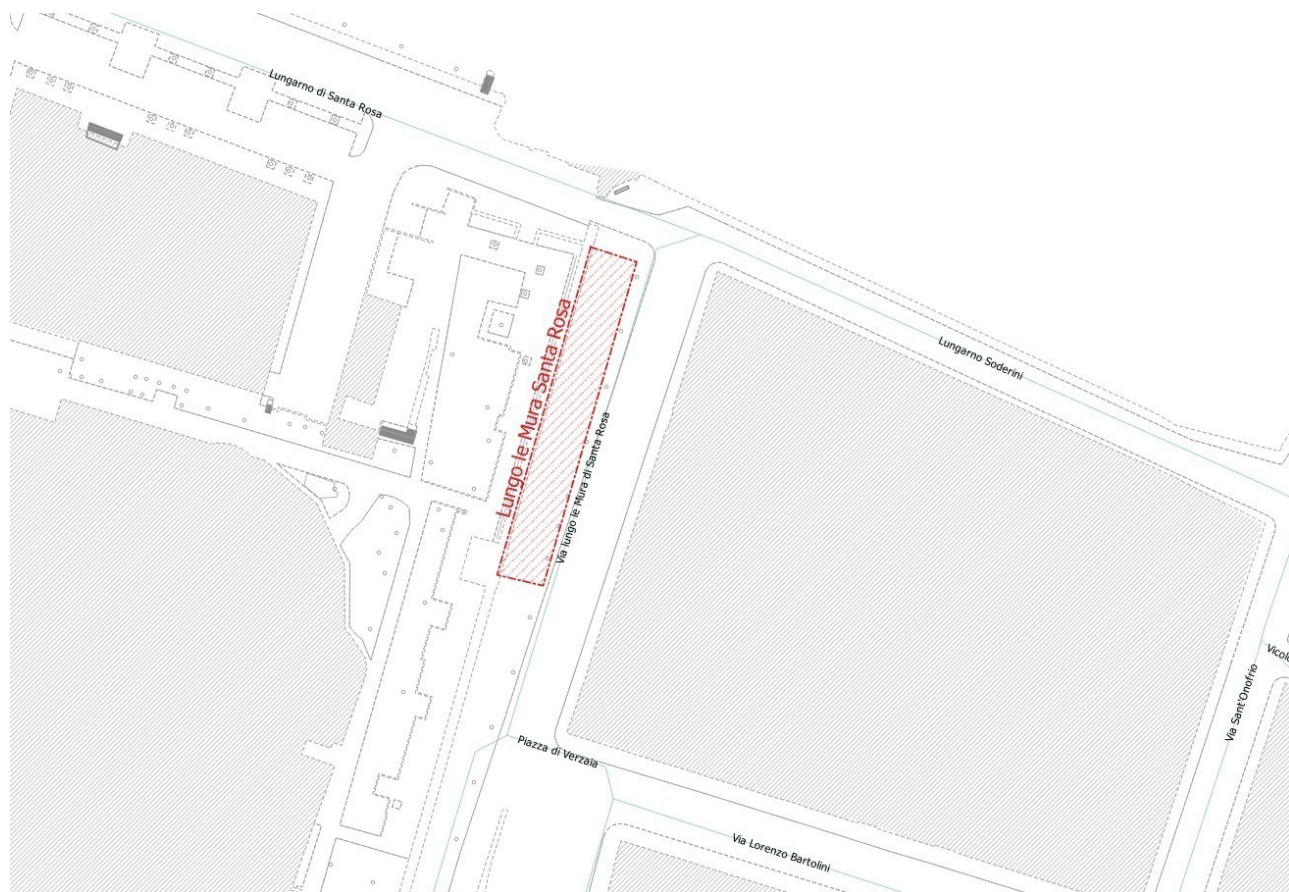 Lungarno di Santa Rosa
Lungo le Mura Santa Rosa
Via lungo le Mura di Santa Rosa
Lungarno Soderini
Vicolo
Via Sant'Onofrio
Piazza di Verzaia
Via Lorenzo Bartolini